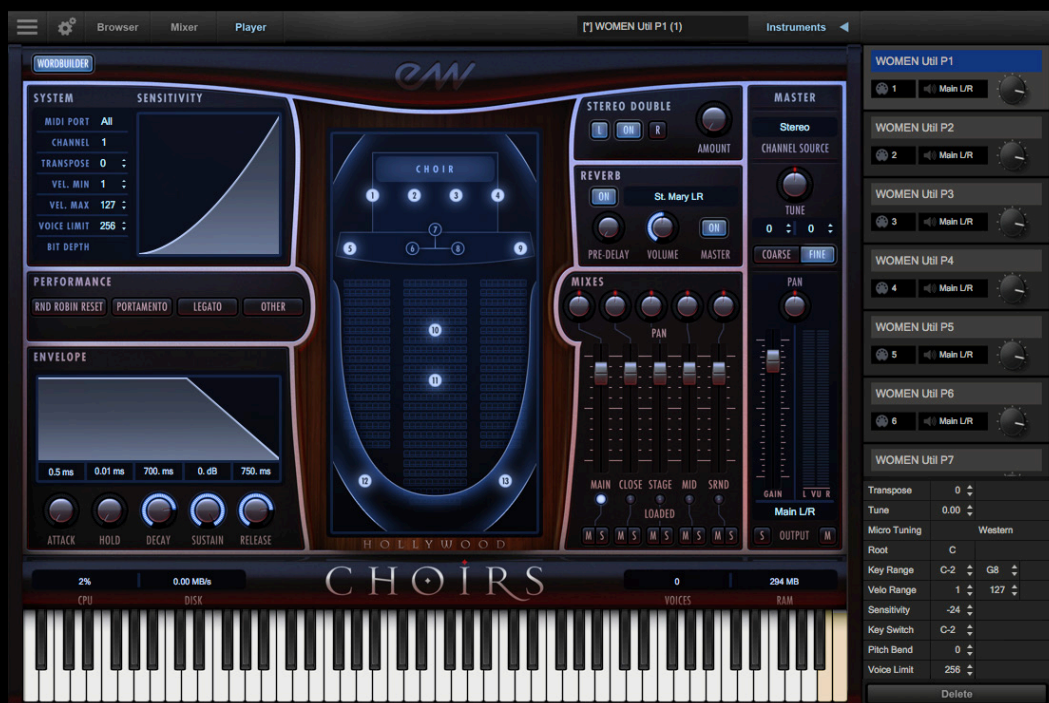 Browser Mixer Player [*] WOMEN Util P1 (1) Instruments
WORDBUILDER
EW
SYSTEM SENSITIVITY
MIDI PORT All
CHANNEL 1
TRANSPOSE 0
VEL. MIN 1
VEL. MAX 127
VOICE LIMIT 256
BIT DEPTH
PERFORMANCE
RND ROBIN RESET PORTAMENTO LEGATO OTHER
ENVELOPE
0.5 ms 0.01 ms 700. ms 0. dB 750. ms
ATTACK HOLD DECAY SUSTAIN RELEASE
CHOIR
1 2 3 4
7
5 6 8 9
10
11
12 13
HOLLYWOOD
CHOIRS
STEREO DOUBLE
L ON R
AMOUNT
REVERB
ON St. Mary LR
ON
PRE-DELAY VOLUME MASTER
MIXES
PAN
MAIN CLOSE STAGE MID SRND
LOADED
M S M S M S M S M S
MASTER
Stereo
CHANNEL SOURCE
TUNE
0 0
COARSE FINE
PAN
GAIN L VU R
Main L/R
S OUTPUT M
2% 0.00 MB/s
CPU DISK
0 294 MB
VOICES RAM
WOMEN Util P1
1 Main L/R
WOMEN Util P2
2 Main L/R
WOMEN Util P3
3 Main L/R
WOMEN Util P4
4 Main L/R
WOMEN Util P5
5 Main L/R
WOMEN Util P6
6 Main L/R
WOMEN Util P7
Transpose 0
Tune 0.00
Micro Tuning Western
Root C
Key Range C-2 G8
Velo Range 1 127
Sensitivity -24
Key Switch C-2
Pitch Bend 0
Voice Limit 256
Delete